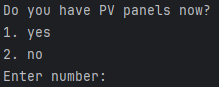 Do you have PV panels now?
1. yes
2. no
Enter number: